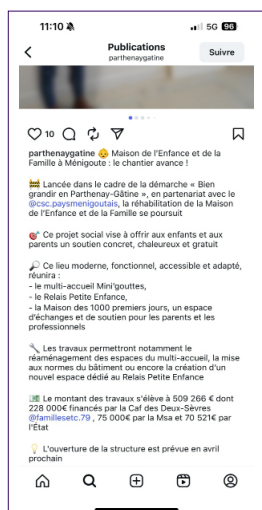 11:10
5G 96
Publications
parthenaygatine
Suivre
10
parthenaygatine 👶 Maison de l'Enfance et de la
Famille à Ménigoute : le chantier avance !
🚧 Lancée dans le cadre de la démarche « Bien
grandir en Parthenay-Gâtine », en partenariat avec le
@csc.paysmenigoutais, la réhabilitation de la Maison
de l'Enfance et de la Famille se poursuit
🎯 Ce projet social vise à offrir aux enfants et aux
parents un soutien concret, chaleureux et gratuit
🔎 Ce lieu moderne, fonctionnel, accessible et adapté,
réunira :
- le multi-accueil Mini'gouttes,
- le Relais Petite Enfance,
- la Maison des 1000 premiers jours, un espace
d'échanges et de soutien pour les parents et les
professionnels
🔧 Les travaux permettront notamment le
réaménagement des espaces du multi-accueil, la mise
aux normes du bâtiment ou encore la création d'un
nouvel espace dédié au Relais Petite Enfance
💶 Le montant des travaux s'élève à 509 266 € dont
228 000€ financés par la Caf des Deux-Sèvres
@famillesetc.79 , 75 000€ par la Msa et 70 521€ par
l'État
💡 L'ouverture de la structure est prévue en avril
prochain